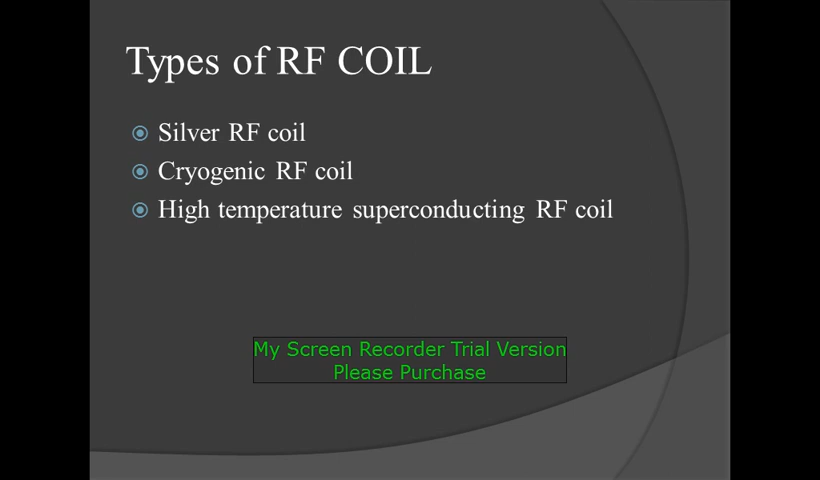 Types of RF COIL
Silver RF coil
Cryogenic RF coil
High temperature superconducting RF coil
My Screen Recorder Trial Version
Please Purchase